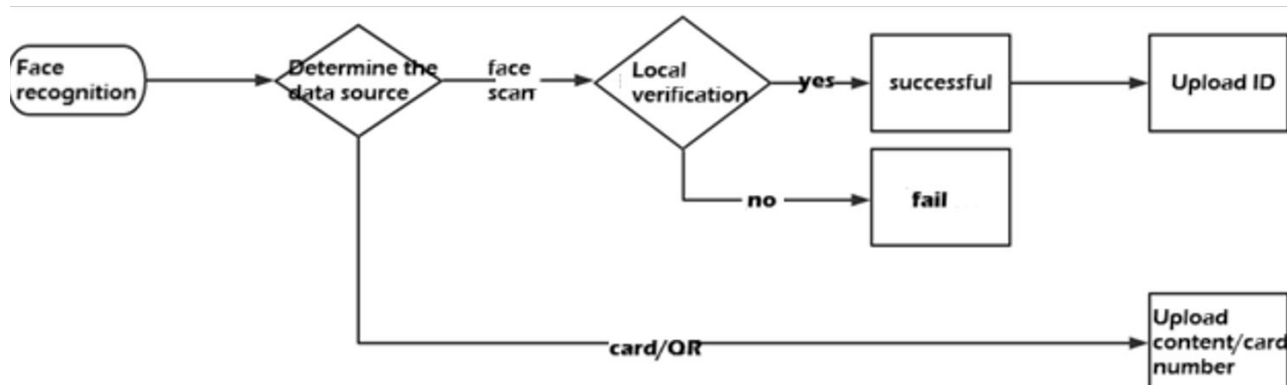 Face
recognition
Determine the
data source
face
scan
Local
verification
yes
successful
Upload ID
no
fail
card/QR
Upload
content/card
number